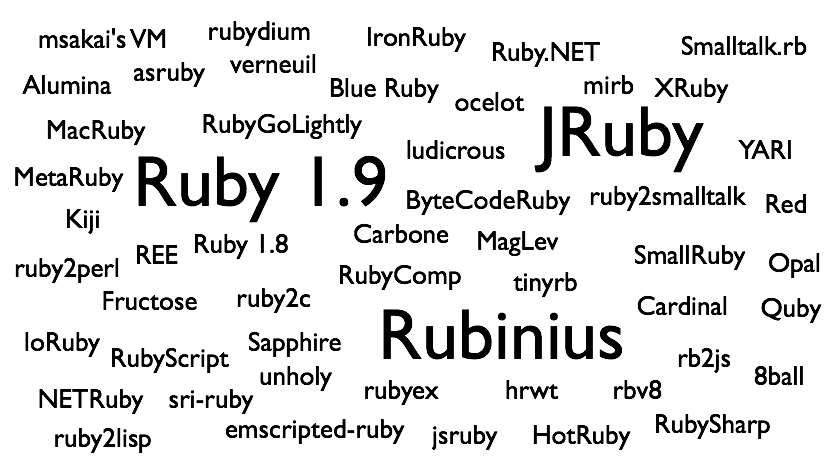 msakai's VM
rubydium
IronRuby
Ruby.NET
Smalltalk.rb
Alumina
asruby
verneuil
Blue Ruby
ocelot
mirb
XRuby
MacRuby
RubyGoLightly
ludicrous
JRuby
YARI
MetaRuby
Ruby 1.9
ByteCodeRuby
ruby2smalltalk
Red
Kiji
REE
Ruby 1.8
Carbone
MagLev
SmallRuby
Opal
ruby2perl
RubyComp
tinyrb
Fructose
ruby2c
Cardinal
Quby
IoRuby
RubyScript
Sapphire
Rubinius
rb2js
unholy
8ball
NETRuby
sri-ruby
rubyex
hrwt
rbv8
ruby2lisp
emscripted-ruby
jsruby
HotRuby
RubySharp